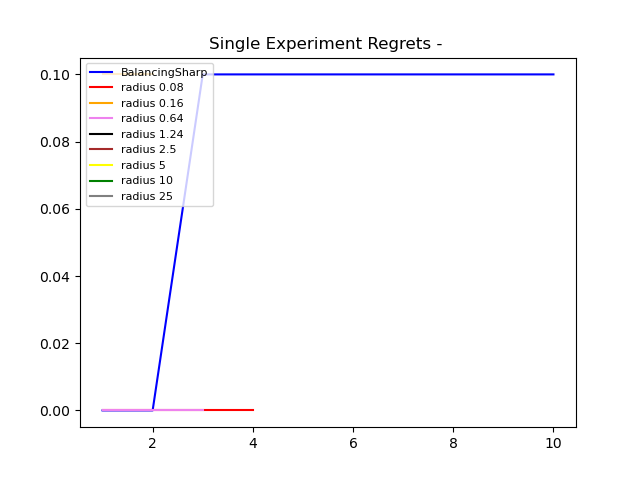 Single Experiment Regrets -
0.10
0.08
0.06
0.04
0.02
0.00
BalancingSharp
radius 0.08
radius 0.16
radius 0.64
radius 1.24
radius 2.5
radius 5
radius 10
radius 25
2 4 6 8 10